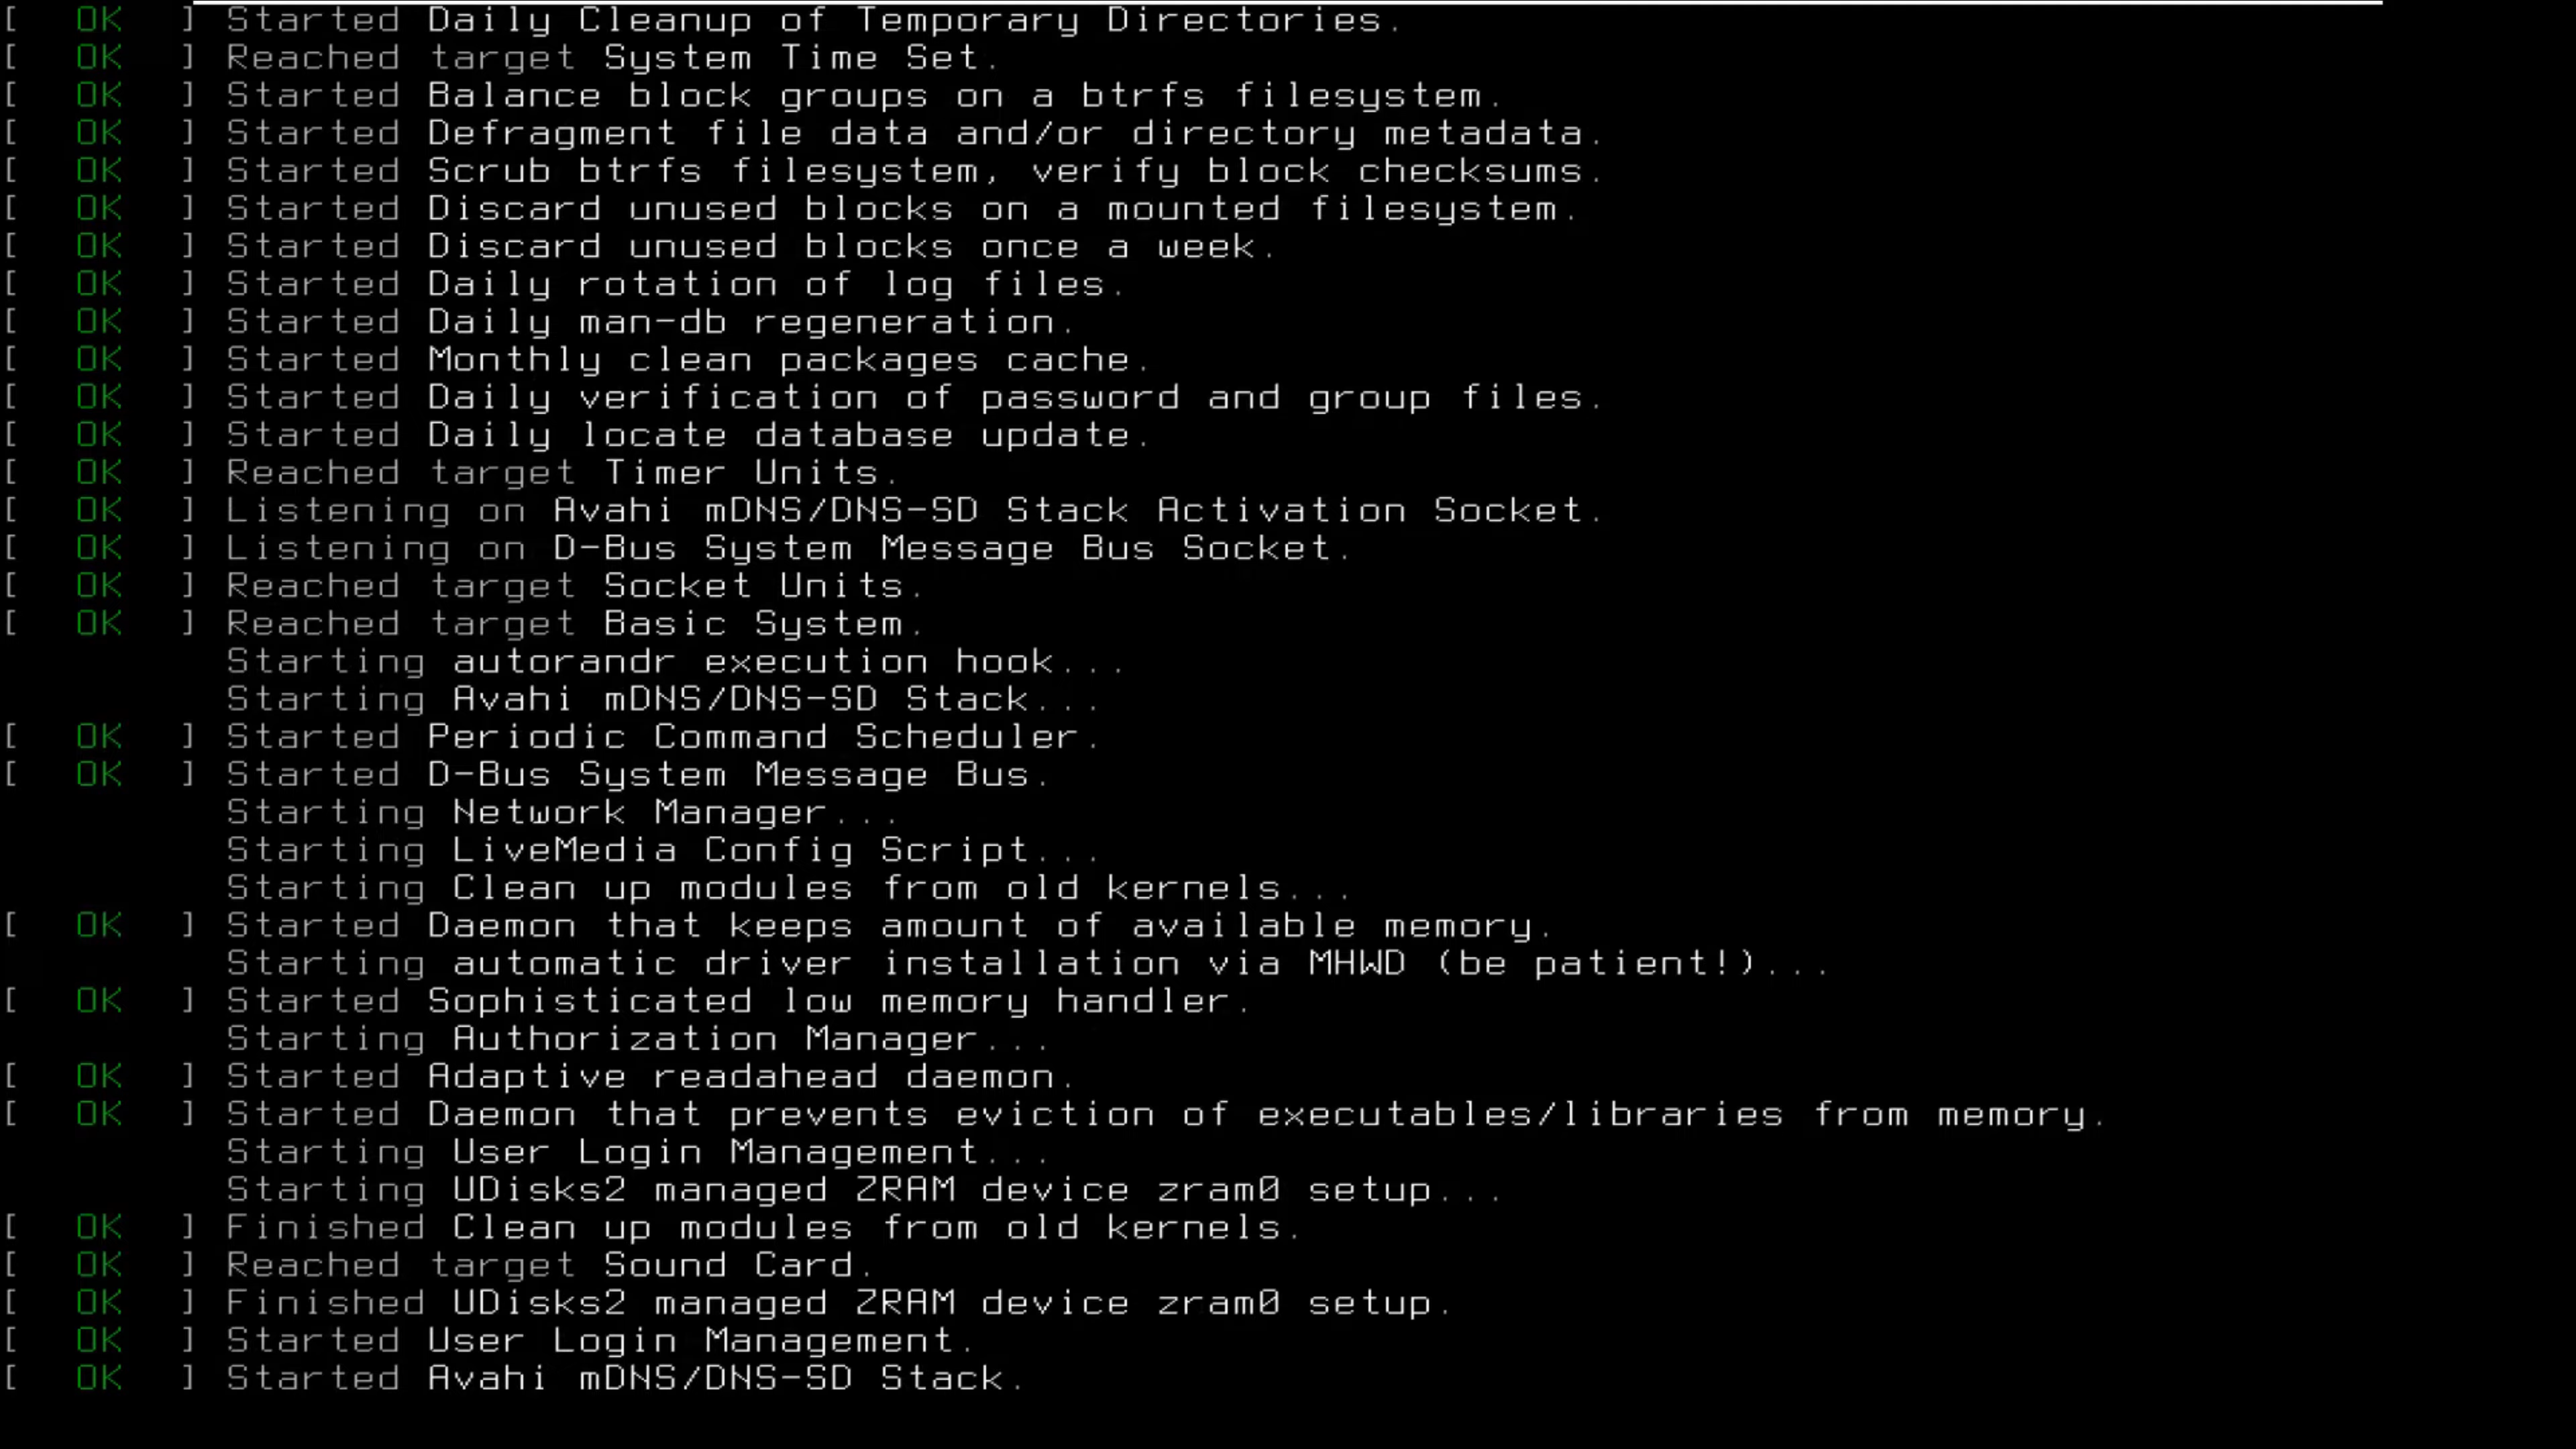 [ OK ] Started Daily Cleanup of Temporary Directories.
[ OK ] Reached target System Time Set.
[ OK ] Started Balance block groups on a btrfs filesystem.
[ OK ] Started Defragment file data and/or directory metadata.
[ OK ] Started Scrub btrfs filesystem, verify block checksums.
[ OK ] Started Discard unused blocks on a mounted filesystem.
[ OK ] Started Discard unused blocks once a week.
[ OK ] Started Daily rotation of log files.
[ OK ] Started Daily man-db regeneration.
[ OK ] Started Monthly clean packages cache.
[ OK ] Started Daily verification of password and group files.
[ OK ] Started Daily locate database update.
[ OK ] Reached target Timer Units.
[ OK ] Listening on Avahi mDNS/DNS-SD Stack Activation Socket.
[ OK ] Listening on D-Bus System Message Bus Socket.
[ OK ] Reached target Socket Units.
[ OK ] Reached target Basic System.
Starting autorandr execution hook...
Starting Avahi mDNS/DNS-SD Stack...
[ OK ] Started Periodic Command Scheduler.
[ OK ] Started D-Bus System Message Bus.
Starting Network Manager...
Starting LiveMedia Config Script...
Starting Clean up modules from old kernels...
[ OK ] Started Daemon that keeps amount of available memory.
Starting automatic driver installation via MHWD (be patient!)...
[ OK ] Started Sophisticated low memory handler.
Starting Authorization Manager...
[ OK ] Started Adaptive readahead daemon.
[ OK ] Started Daemon that prevents eviction of executables/libraries from memory.
Starting User Login Management...
Starting UDisks2 managed ZRAM device zram0 setup...
[ OK ] Finished Clean up modules from old kernels.
[ OK ] Reached target Sound Card.
[ OK ] Finished UDisks2 managed ZRAM device zram0 setup.
[ OK ] Started User Login Management.
[ OK ] Started Avahi mDNS/DNS-SD Stack.